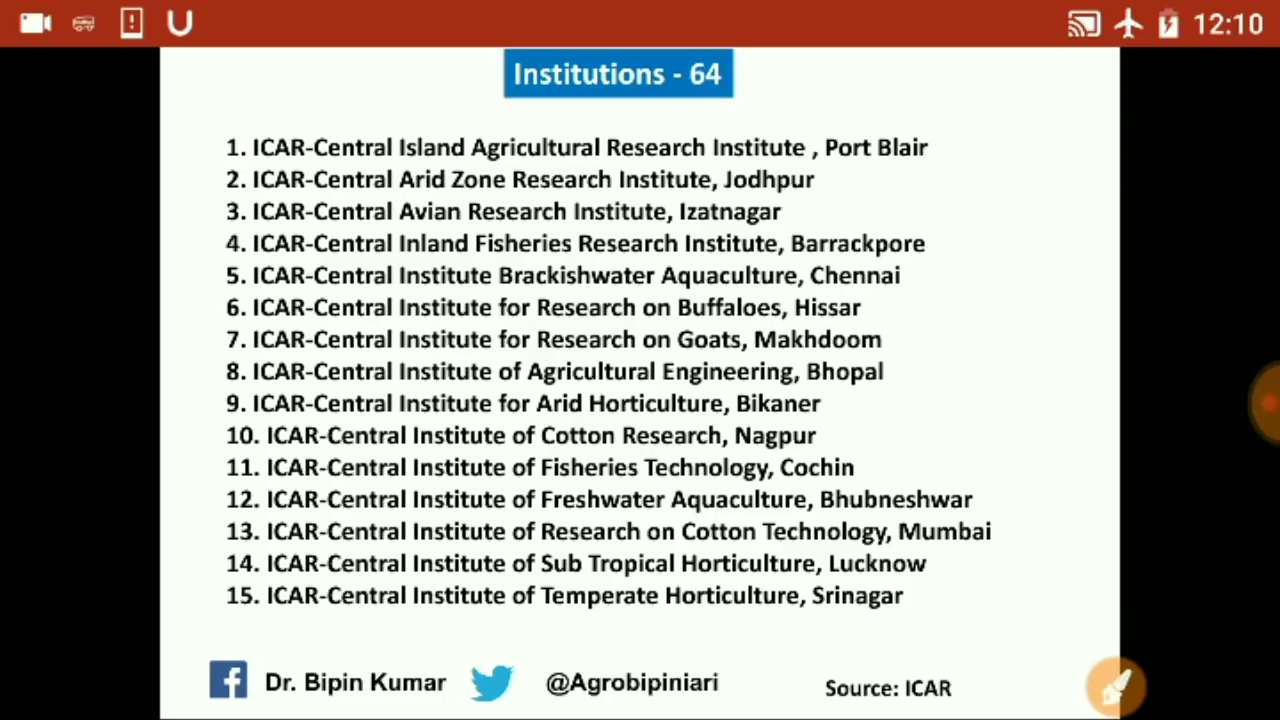 12:10
Institutions - 64
1. ICAR-Central Island Agricultural Research Institute , Port Blair
2. ICAR-Central Arid Zone Research Institute, Jodhpur
3. ICAR-Central Avian Research Institute, Izatnagar
4. ICAR-Central Inland Fisheries Research Institute, Barrackpore
5. ICAR-Central Institute Brackishwater Aquaculture, Chennai
6. ICAR-Central Institute for Research on Buffaloes, Hissar
7. ICAR-Central Institute for Research on Goats, Makhdoom
8. ICAR-Central Institute of Agricultural Engineering, Bhopal
9. ICAR-Central Institute for Arid Horticulture, Bikaner
10. ICAR-Central Institute of Cotton Research, Nagpur
11. ICAR-Central Institute of Fisheries Technology, Cochin
12. ICAR-Central Institute of Freshwater Aquaculture, Bhubneshwar
13. ICAR-Central Institute of Research on Cotton Technology, Mumbai
14. ICAR-Central Institute of Sub Tropical Horticulture, Lucknow
15. ICAR-Central Institute of Temperate Horticulture, Srinagar
Dr. Bipin Kumar @Agrobipiniari Source: ICAR